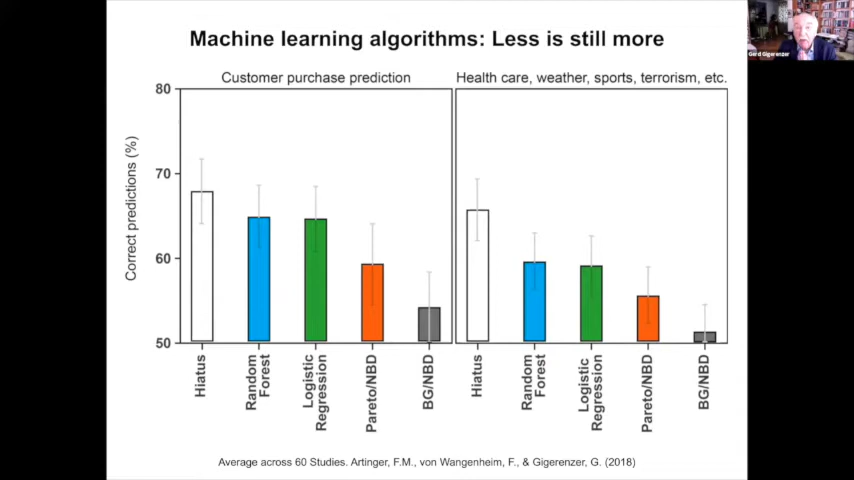 Machine learning algorithms: Less is still more
Gerd Gigerenzer
Customer purchase prediction
Health care, weather, sports, terrorism, etc.
Correct predictions (%)
80
70
60
50
Hiatus
Random
Forest
Logistic
Regression
Pareto/NBD
BG/NBD
Hiatus
Random
Forest
Logistic
Regression
Pareto/NBD
BG/NBD
Average across 60 Studies. Artinger, F.M., von Wangenheim, F., & Gigerenzer, G. (2018)